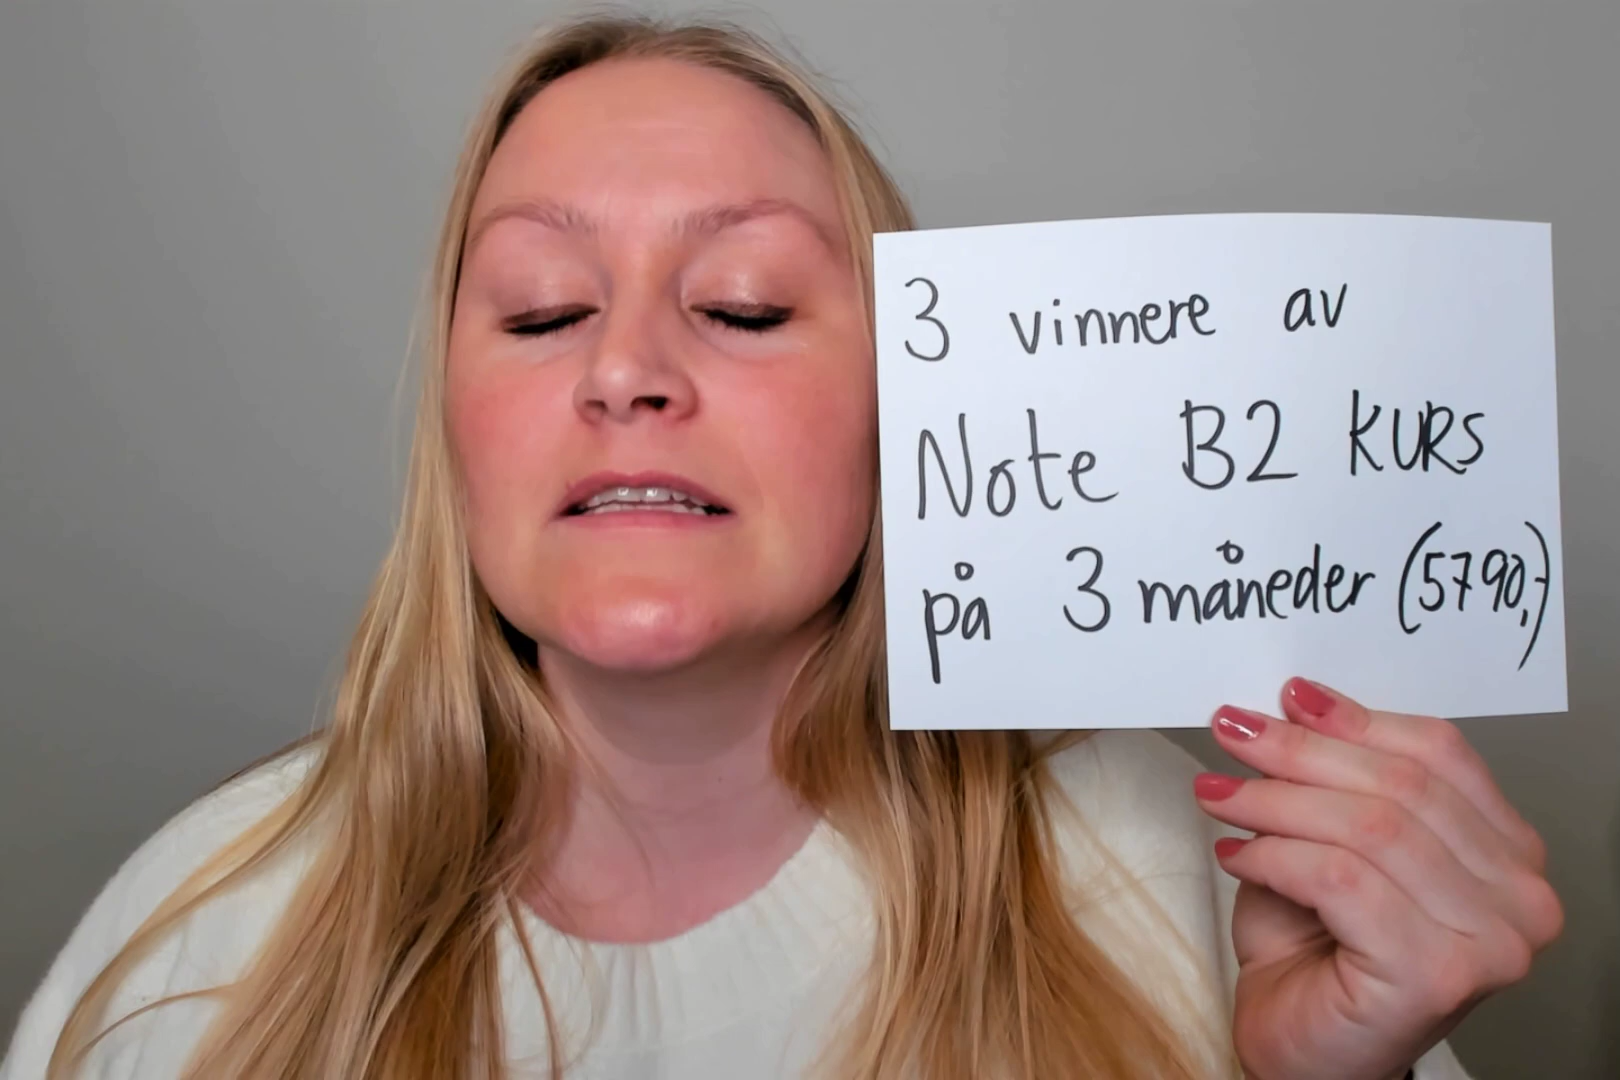 3 vinnere av
Note B2 KURS
på 3 måneder (5790,-)